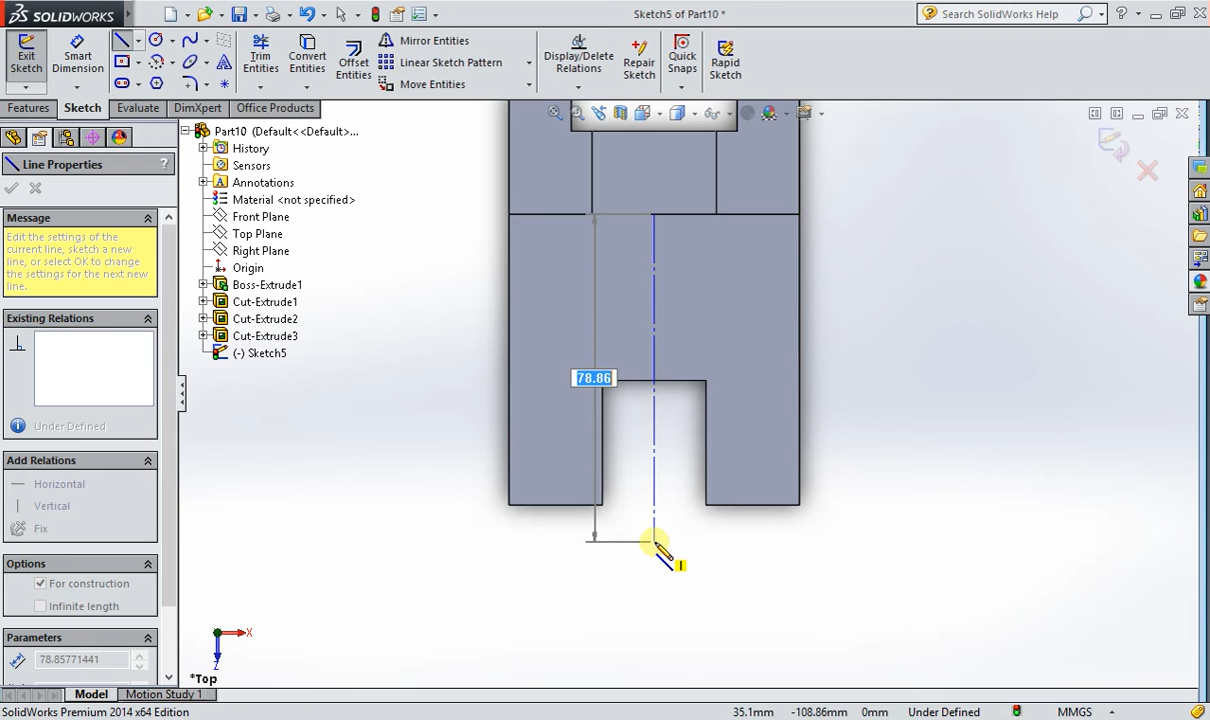 SOLIDWORKS
Sketch5 of Part10 *
Search SolidWorks Help
Exit Sketch
Smart Dimension
Trim Entities
Convert Entities
Offset Entities
Mirror Entities
Linear Sketch Pattern
Move Entities
Display/Delete Relations
Repair Sketch
Quick Snaps
Rapid Sketch
Features
Sketch
Evaluate
DimXpert
Office Products
Line Properties
?
Message
Edit the settings of the
current line, sketch a new
line, or select OK to change
the settings for the next new
line.
Existing Relations
Under Defined
Add Relations
Horizontal
Vertical
Fix
Options
For construction
Infinite length
Parameters
78.85771441
Part10 (Default<<Default>...
History
Sensors
Annotations
Material <not specified>
Front Plane
Top Plane
Right Plane
Origin
Boss-Extrude1
Cut-Extrude1
Cut-Extrude2
Cut-Extrude3
(-) Sketch5
78.86
X
Z
*Top
Model
Motion Study 1
SolidWorks Premium 2014 x64 Edition
35.1mm
-108.86mm
0mm
Under Defined
MMGS